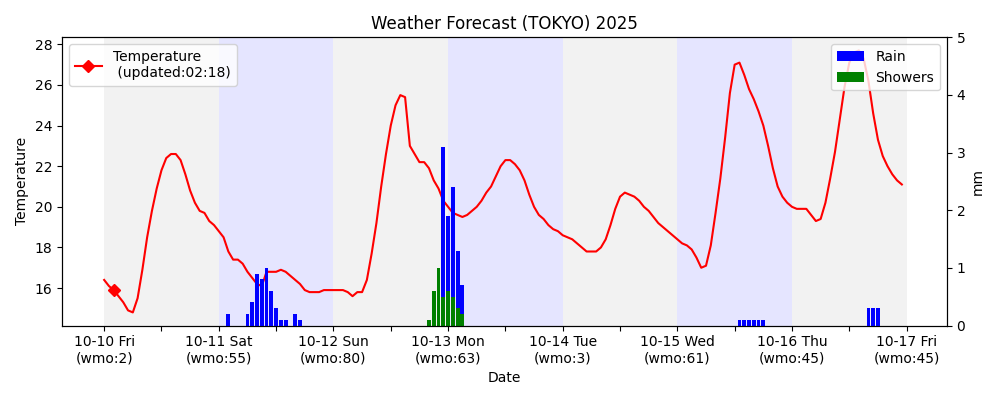 Weather Forecast (TOKYO) 2025
Temperature
(updated:02:18)
Rain
Showers
Temperature
28
26
24
22
20
18
16
5
4
3
2
1
0
mm
10-10 Fri
(wmo:2)
10-11 Sat
(wmo:55)
10-12 Sun
(wmo:80)
10-13 Mon
(wmo:63)
10-14 Tue
(wmo:3)
10-15 Wed
(wmo:61)
10-16 Thu
(wmo:45)
10-17 Fri
(wmo:45)
Date